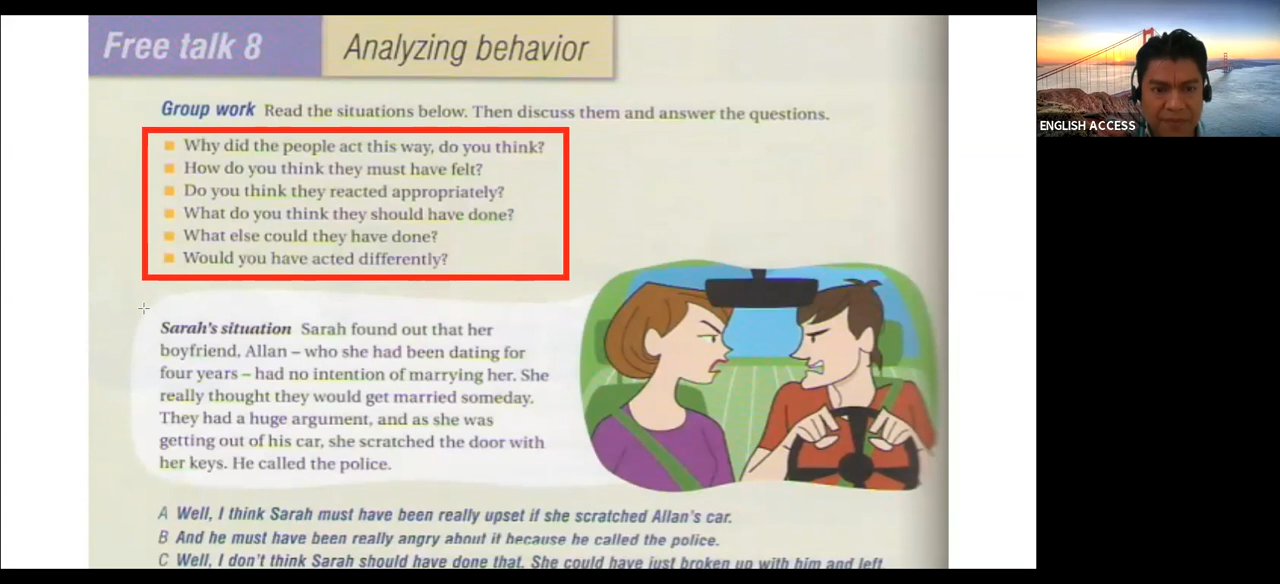 Free talk 8
Analyzing behavior
Group work Read the situations below. Then discuss them and answer the questions.
Why did the people act this way, do you think?
How do you think they must have felt?
Do you think they reacted appropriately?
What do you think they should have done?
What else could they have done?
Would you have acted differently?
Sarah's situation Sarah found out that her
boyfriend, Allan – who she had been dating for
four years – had no intention of marrying her. She
really thought they would get married someday.
They had a huge argument, and as she was
getting out of his car, she scratched the door with
her keys. He called the police.
A Well, I think Sarah must have been really upset if she scratched Allan's car.
B And he must have been really angry about it because he called the police.
C Well, I don't think Sarah should have done that. She could have just broken up with him and left
ENGLISH ACCESS